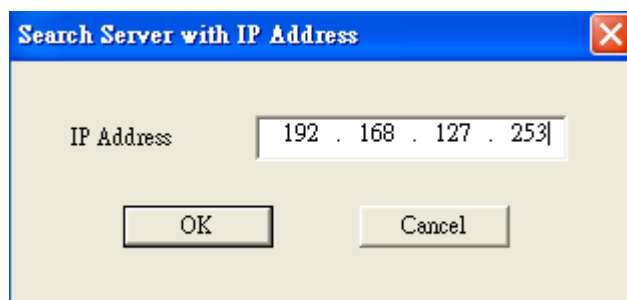 Search Server with IP Address
IP Address 192 . 168 . 127 . 253
OK Cancel